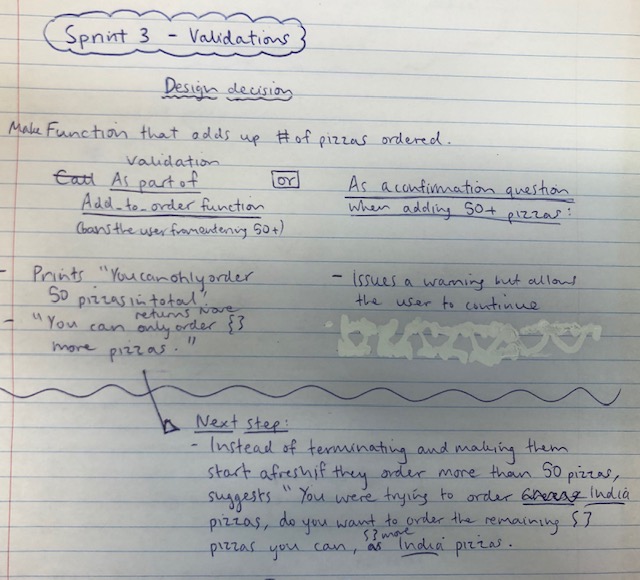 Sprint 3 - Validations
Design decision
Make Function that adds up # of pizzas ordered.
validation
Call As part of
Add_to_order function
(bans the user from entering 50+)
or
As a confirmation question
when adding 50+ pizzas:
- Prints "You can only order
50 pizzas in total,"
returns None
- "You can only order {}
more pizzas."
- Issues a warning but allows
the user to continue
Next step:
- Instead of terminating and making them
start afresh if they order more than 50 pizzas,
suggests "You were trying to order India
pizzas, do you want to order the remaining {}
pizzas you can,
{} more
as India pizzas.